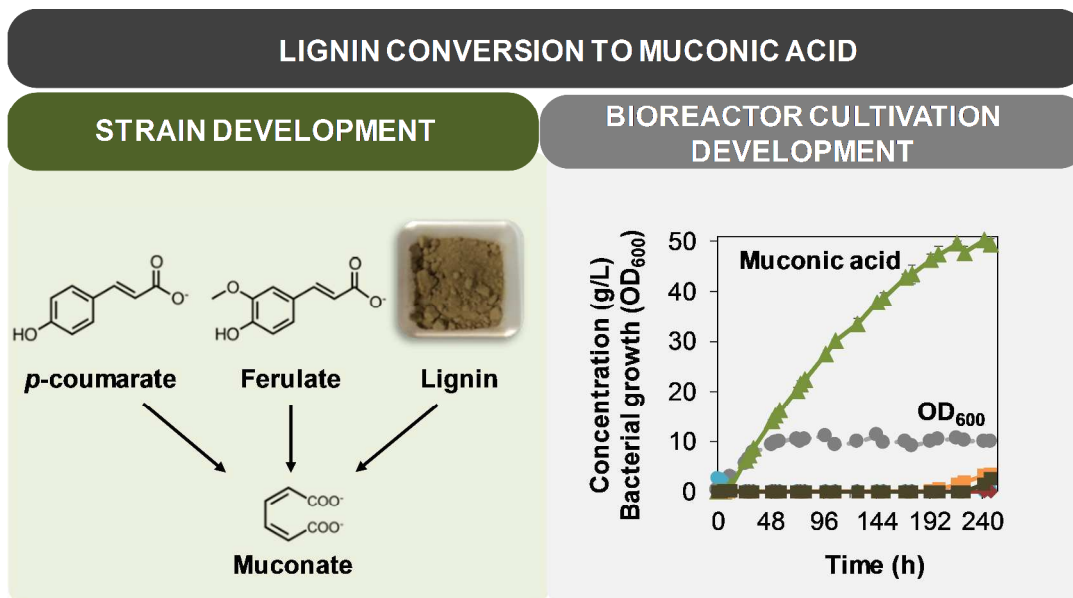 LIGNIN CONVERSION TO MUCONIC ACID
STRAIN DEVELOPMENT
O
O⁻
HO
p-coumarate
O
O
O⁻
HO
Ferulate
Lignin
COO⁻
COO⁻
Muconate
BIOREACTOR CULTIVATION
DEVELOPMENT
Concentration (g/L)
Bacterial growth (OD₆₀₀)
50
40
30
20
10
0
Muconic acid
OD₆₀₀
0 48 96 144 192 240
Time (h)